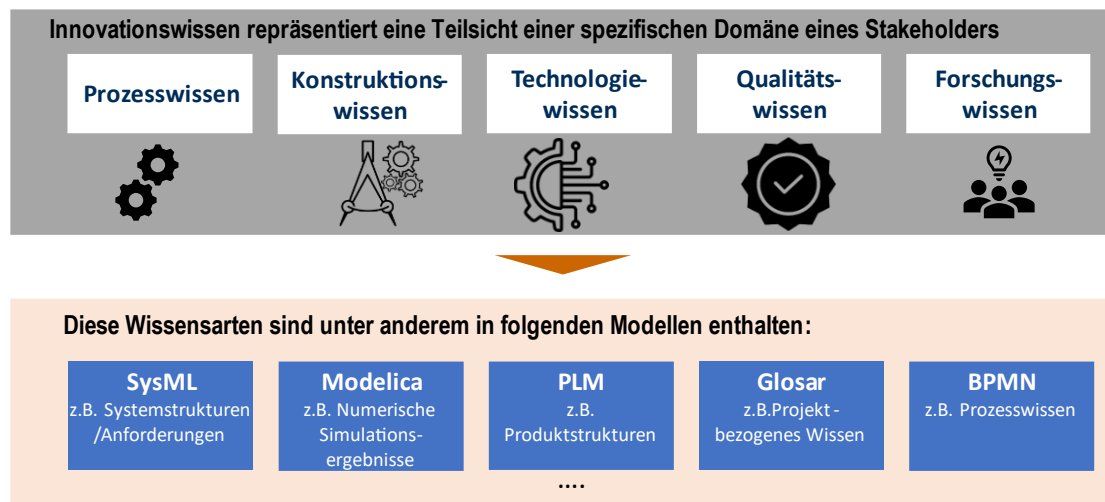 Innovationswissen repräsentiert eine Teilsicht einer spezifischen Domäne eines Stakeholders
Prozesswissen
Konstruktions-
wissen
Technologie-
wissen
Qualitäts-
wissen
Forschungs-
wissen
Diese Wissensarten sind unter anderem in folgenden Modellen enthalten:
SysML
z.B. Systemstrukturen
/Anforderungen
Modelica
z.B. Numerische
Simulations-
ergebnisse
PLM
z.B.
Produktstrukturen
Glosar
z.B.Projekt -
bezogenes Wissen
BPMN
z.B. Prozesswissen
....